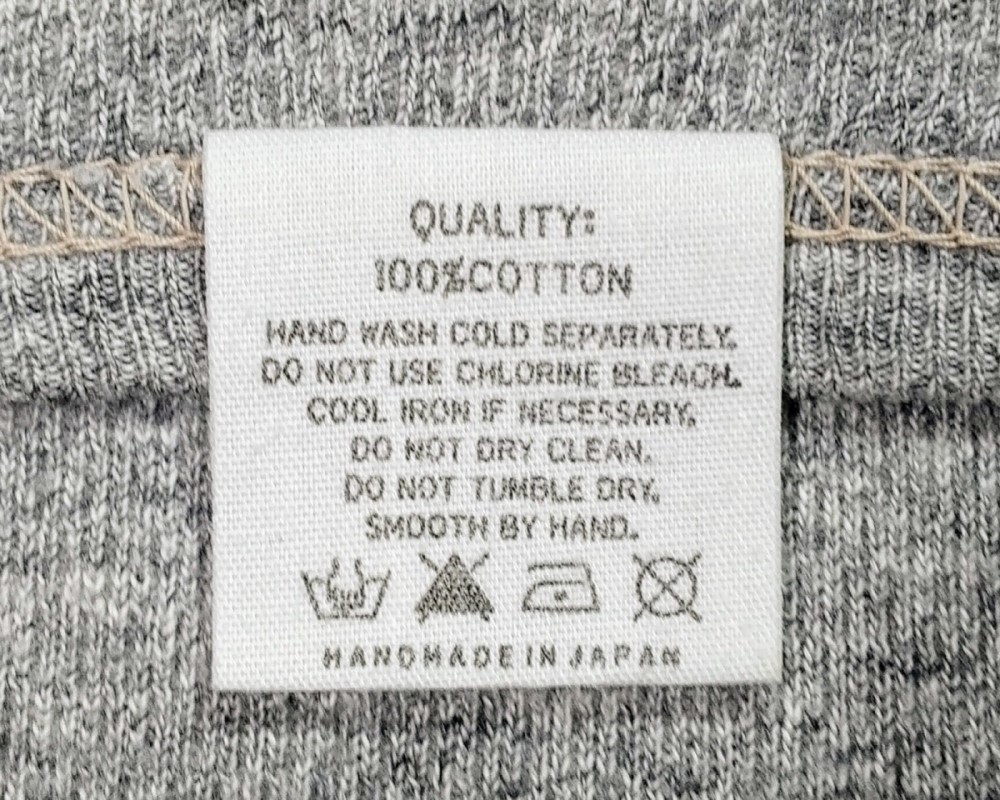 QUALITY:
100%COTTON
HAND WASH COLD SEPARATELY.
DO NOT USE CHLORINE BLEACH.
COOL IRON IF NECESSARY.
DO NOT DRY CLEAN.
DO NOT TUMBLE DRY.
SMOOTH BY HAND.
HANDMADE IN JAPAN